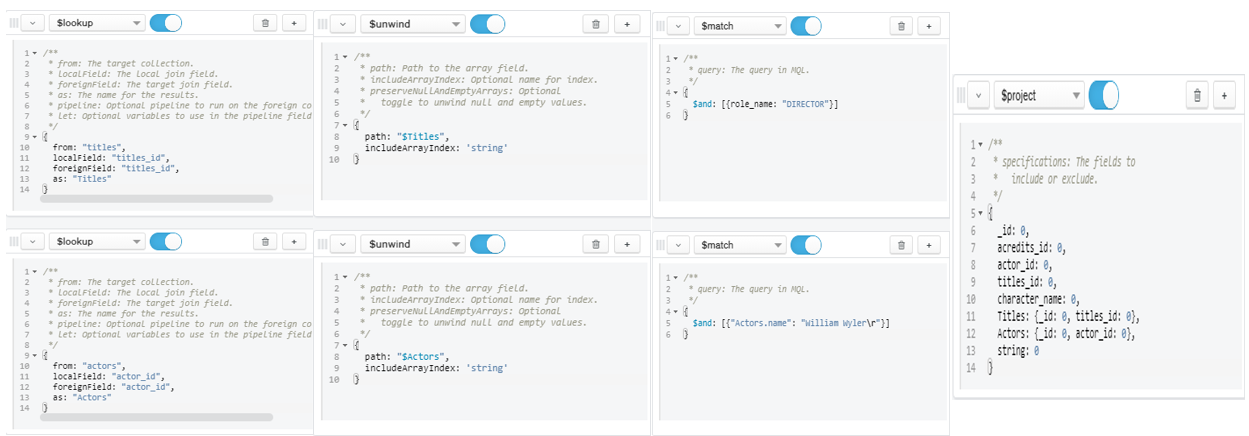 $lookup
+
1 /**
2 * from: The target collection.
3 * localField: The local join field.
4 * foreignField: The target join field.
5 * as: The name for the results.
6 * pipeline: Optional pipeline to run on the foreign co
7 * let: Optional variables to use in the pipeline field
8 */
9 {
10 from: "titles",
11 localField: "titles_id",
12 foreignField: "titles_id",
13 as: "Titles"
14 }
$unwind
+
1 /**
2 * path: Path to the array field.
3 * includeArrayIndex: Optional name for index.
4 * preserveNullAndEmptyArrays: Optional
5 toggle to unwind null and empty values.
6 */
7 {
8 path: "$Titles",
9 includeArrayIndex: 'string'
10 }
$match
+
1 /**
2 * query: The query in MQL.
3 */
4 {
5 $and: [{role_name: "DIRECTOR"}]
6 }
$lookup
+
1 /**
2 * from: The target collection.
3 * localField: The local join field.
4 * foreignField: The target join field.
5 * as: The name for the results.
6 * pipeline: Optional pipeline to run on the foreign co
7 * let: Optional variables to use in the pipeline field
8 */
9 {
10 from: "actors",
11 localField: "actor_id",
12 foreignField: "actor_id",
13 as: "Actors"
14 }
$unwind
+
1 /**
2 * path: Path to the array field.
3 * includeArrayIndex: Optional name for index.
4 * preserveNullAndEmptyArrays: Optional
5 toggle to unwind null and empty values.
6 */
7 {
8 path: "$Actors",
9 includeArrayIndex: 'string'
10 }
$match
+
1 /**
2 * query: The query in MQL.
3 */
4 {
5 $and: [{"Actors.name": "William Wyler\r"}]
6 }
$project
+
1 /**
2 * specifications: The fields to
3 * include or exclude.
4 */
5 {
6 _id: 0,
7 acredits_id: 0,
8 actor_id: 0,
9 titles_id: 0,
10 character_name: 0,
11 Titles: {_id: 0, titles_id: 0},
12 Actors: {_id: 0, actor_id: 0},
13 string: 0
14 }